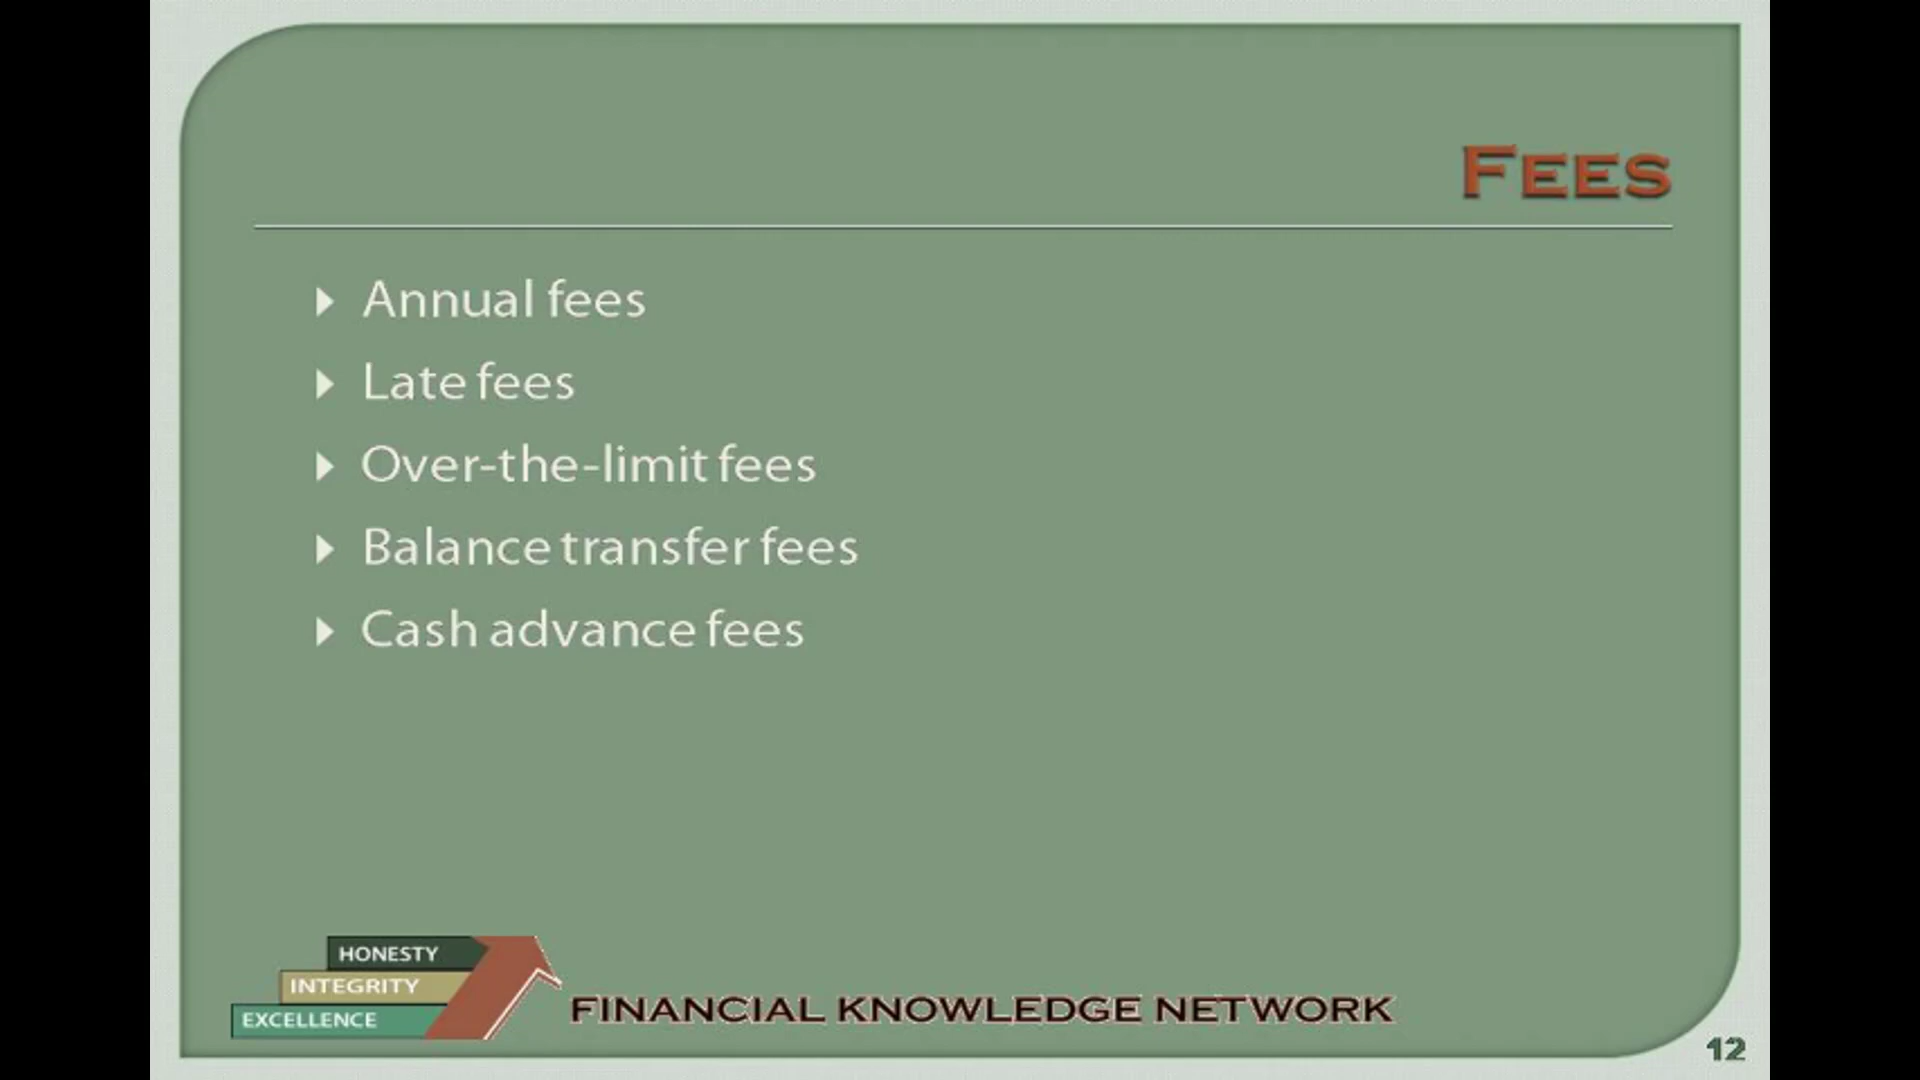 Fees
Annual fees
Late fees
Over-the-limit fees
Balance transfer fees
Cash advance fees
HONESTY
INTEGRITY
EXCELLENCE
FINANCIAL KNOWLEDGE NETWORK
12